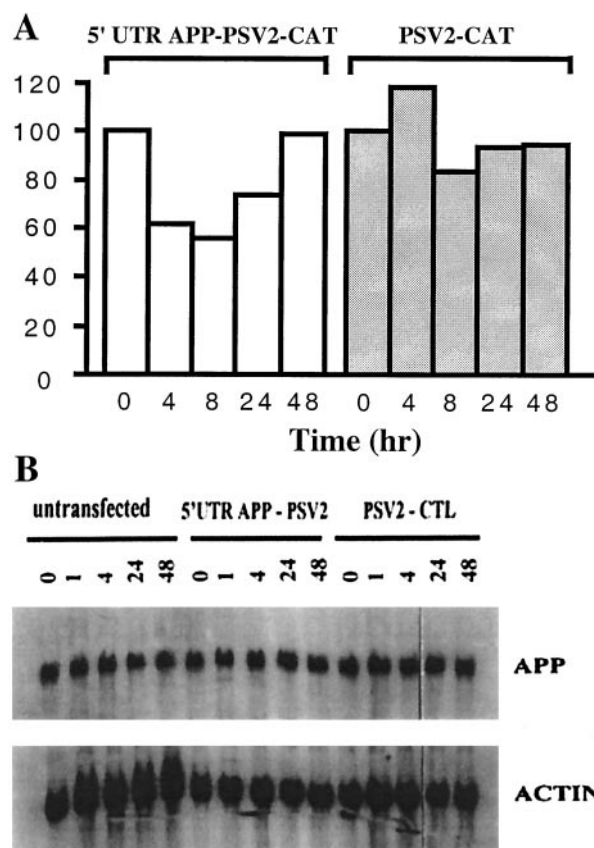 A
5' UTR APP-PSV2-CAT PSV2-CAT
120
100
80
60
40
20
0
0 4 8 24 48 0 4 8 24 48
Time (hr)
B
untransfected 5'UTR APP - PSV2 PSV2 - CTL
0 1 4 24 48 0 1 4 24 48 0 1 4 24 48
APP
ACTIN